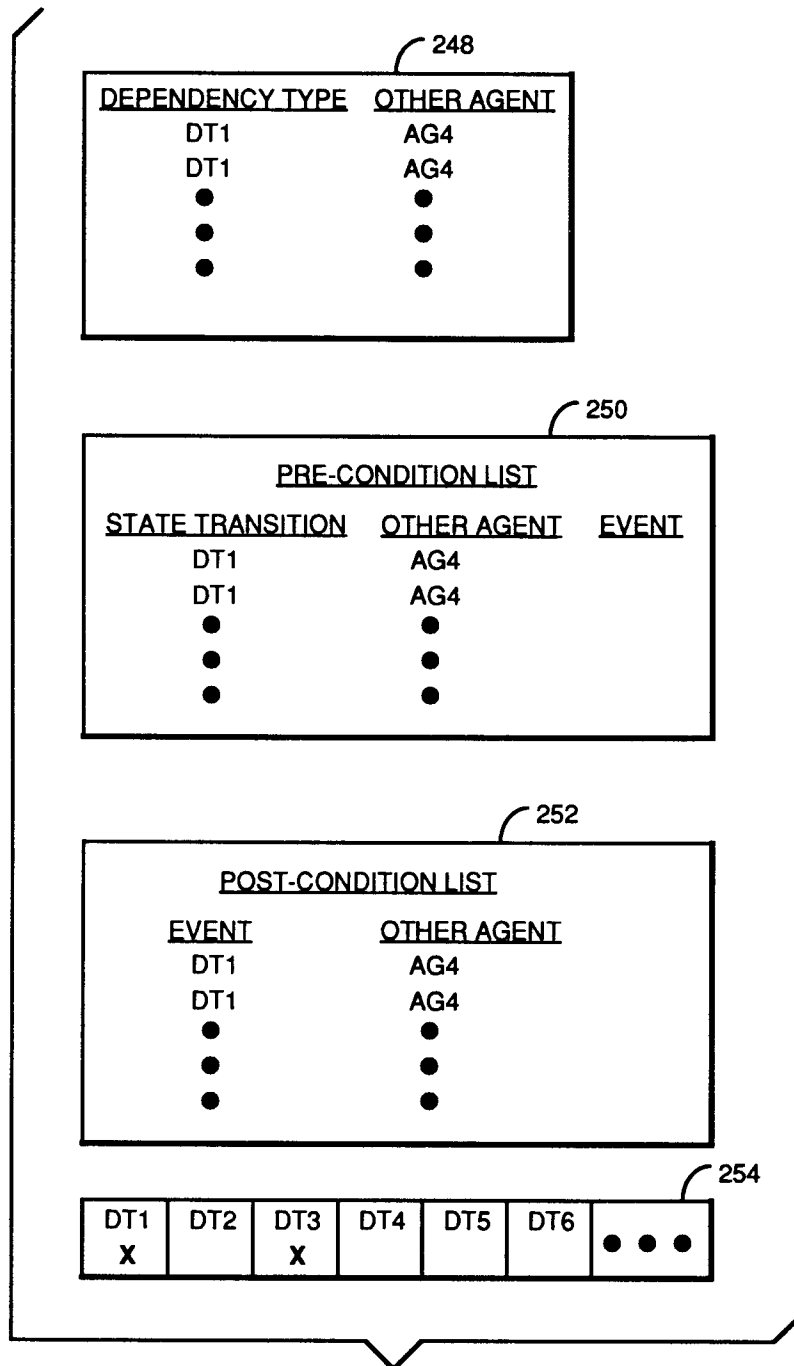 248
DEPENDENCY TYPE OTHER AGENT
DT1 AG4
DT1 AG4
250
PRE-CONDITION LIST
STATE TRANSITION OTHER AGENT EVENT
DT1 AG4
DT1 AG4
252
POST-CONDITION LIST
EVENT OTHER AGENT
DT1 AG4
DT1 AG4
254
DT1 DT2 DT3 DT4 DT5 DT6
X X